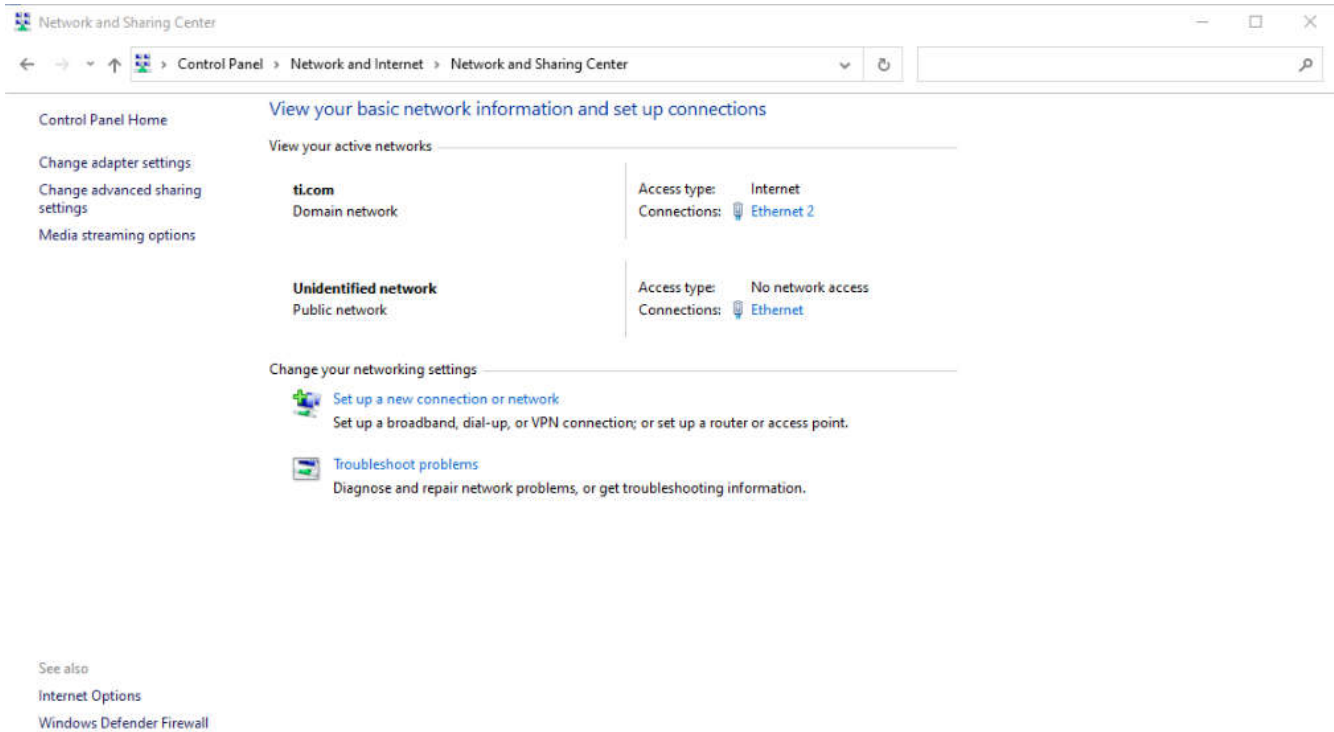 Network and Sharing Center
Control Panel › Network and Internet › Network and Sharing Center
Control Panel Home
Change adapter settings
Change advanced sharing
settings
Media streaming options
View your basic network information and set up connections
View your active networks
ti.com
Domain network
Access type: Internet
Connections: Ethernet 2
Unidentified network
Public network
Access type: No network access
Connections: Ethernet
Change your networking settings
Set up a new connection or network
Set up a broadband, dial-up, or VPN connection; or set up a router or access point.
Troubleshoot problems
Diagnose and repair network problems, or get troubleshooting information.
See also
Internet Options
Windows Defender Firewall